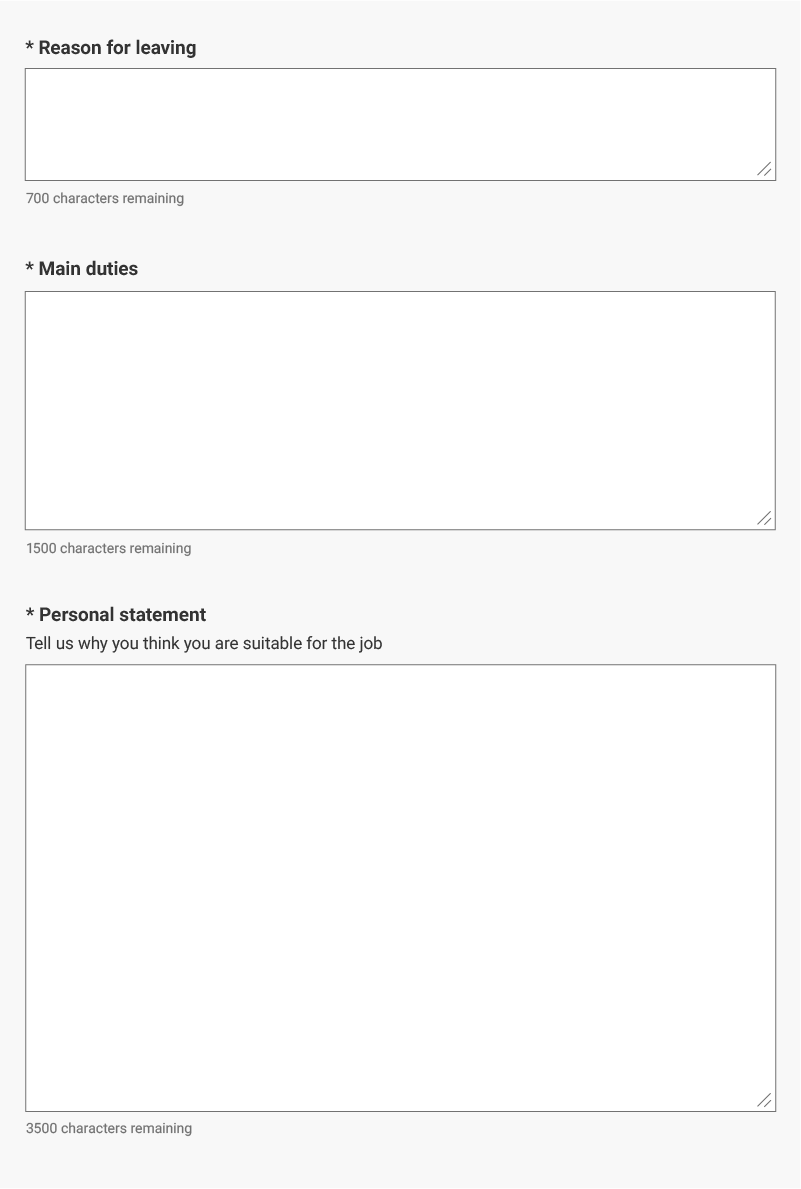 * Reason for leaving
700 characters remaining
* Main duties
1500 characters remaining
* Personal statement
Tell us why you think you are suitable for the job
3500 characters remaining